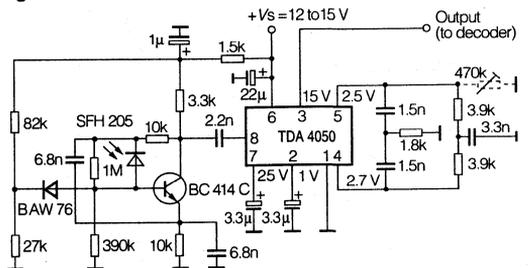 +Vs = 12 to 15 V
Output
(to decoder)
1μ
+
1.5k
22μ
+
3.3k
82k
SFH 205
10k
2.2n
6 3 15 V 2.5 V 5
8 TDA 4050
7 2 14
25 V 1 V 2.7 V
470k
1.5n
3.9k
3.3n
1.8k
1.5n
3.9k
6.8n
1M
BC 414 C
BAW 76
+
+
3.3μ 3.3μ
27k
390k
10k
6.8n